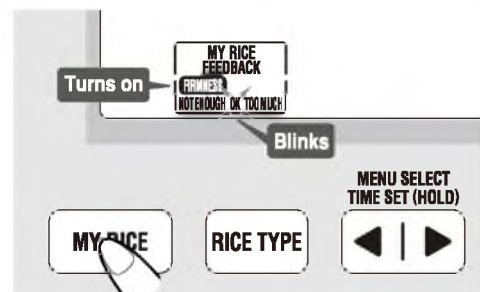 MY RICE
FEEDBACK
Turns on
FIRMNESS
NOT ENOUGH OK TOO MUCH
Blinks
MENU SELECT
TIME SET (HOLD)
MY RICE
RICE TYPE